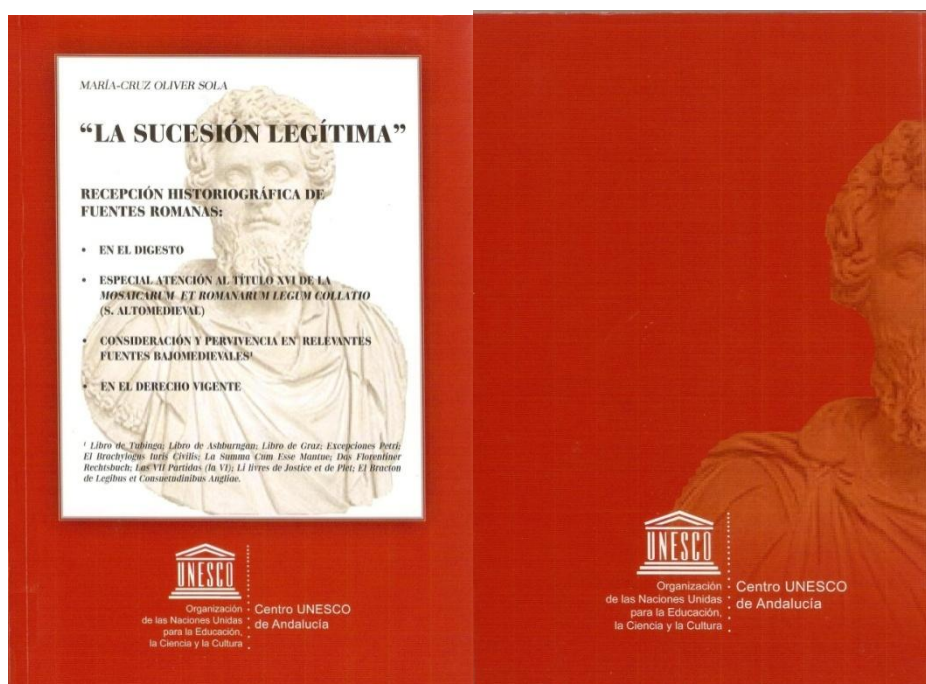 MARÍA-CRUZ OLIVER SOLA
“LA SUCESIÓN LEGÍTIMA”
RECEPCIÓN HISTORIOGRÁFICA DE
FUENTES ROMANAS:
• EN EL DIGESTO
• ESPECIAL ATENCIÓN AL TÍTULO XVI DE LA
MOSAICARUM ET ROMANARUM LEGUM COLLATIO
(S. ALTOMEDIEVAL)
• CONSIDERACIÓN Y PERVIVENCIA EN RELEVANTES
FUENTES BAJOMEDIEVALES¹
• EN EL DERECHO VIGENTE
¹ Libro de Tubinga; Libro de Ashburngan; Libro de Graz; Excepciones Petri;
El Brachylogus Iuris Civilis; La Summa Cum Esse Mantue; Das Florentiner
Rechtsbuch; Las VII Partidas (la VI); Li livres de Jostice et de Plet; El Bracton
de Legibus et Consuetudinibus Angliae.
UNESCO
Organización
de las Naciones Unidas
para la Educación,
la Ciencia y la Cultura
Centro UNESCO
de Andalucía
UNESCO
Organización
de las Naciones Unidas
para la Educación,
la Ciencia y la Cultura
Centro UNESCO
de Andalucía